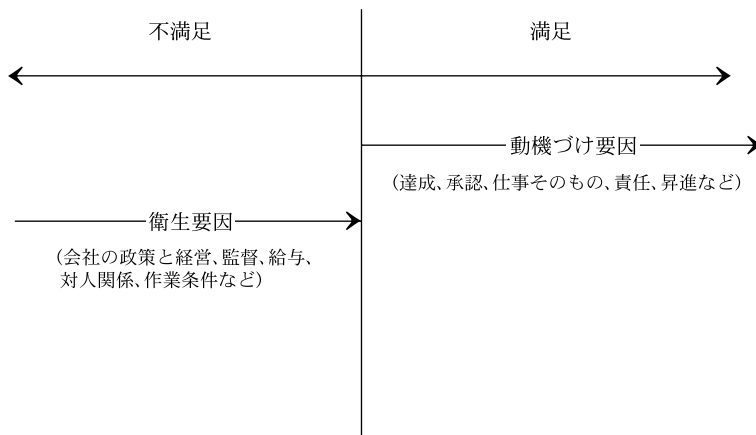 不満足
満足
動機づけ要因
（達成、承認、仕事そのもの、責任、昇進など）
衛生要因
（会社の政策と経営、監督、給与、
対人関係、作業条件など）